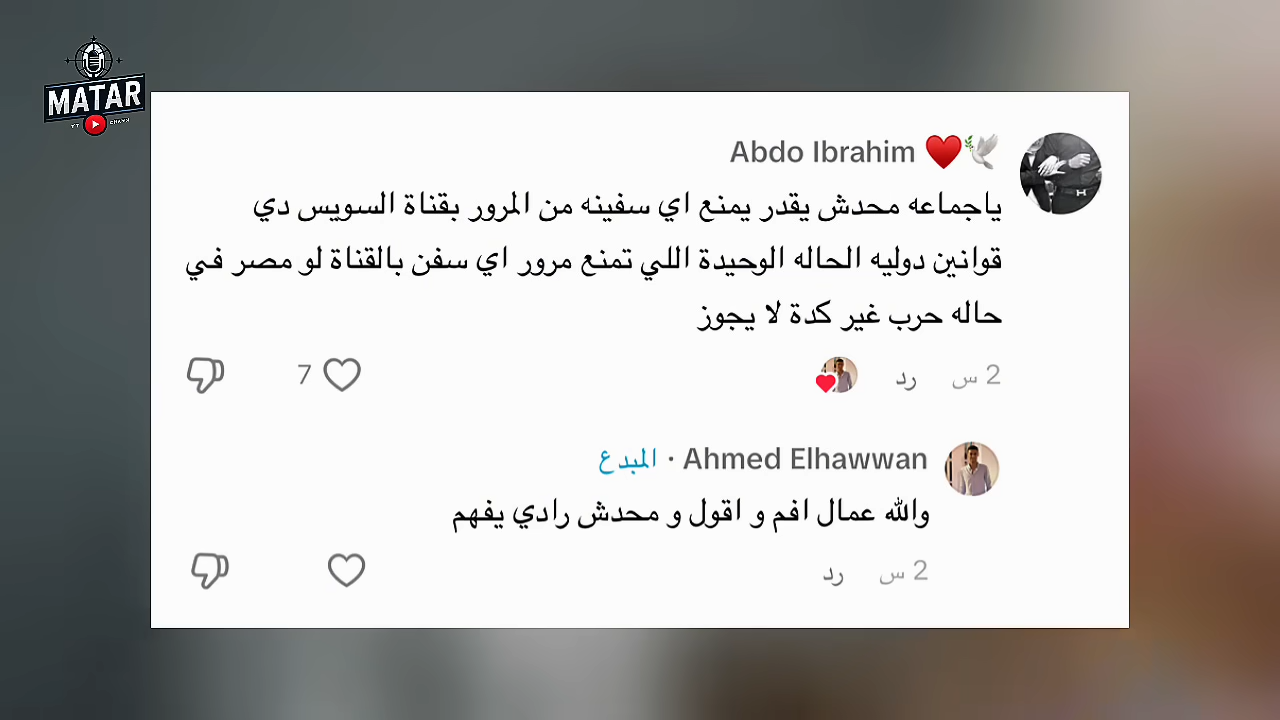 MATAR
Abdo Ibrahim ❤️🕊️
ياجماعه محدش يقدر يمنع اي سفينه من المرور بقناة السويس دي
قوانين دوليه الحاله الوحيدة اللي تمنع مرور اي سفن بالقناة لو مصر في
حاله حرب غير كدة لا يجوز
2 س رد 7
Ahmed Elhawwan · المبدع
والله عمال افم و اقول و محدش رادي يفهم
2 س رد